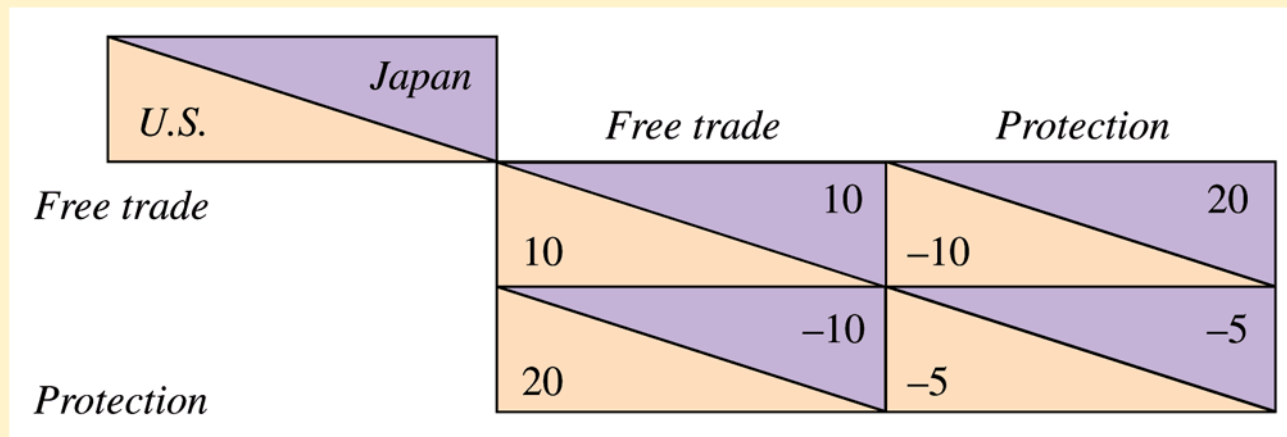 Japan
U.S.
Free trade Protection
Free trade
10 20
10 –10
–10 –5
20 –5
Protection